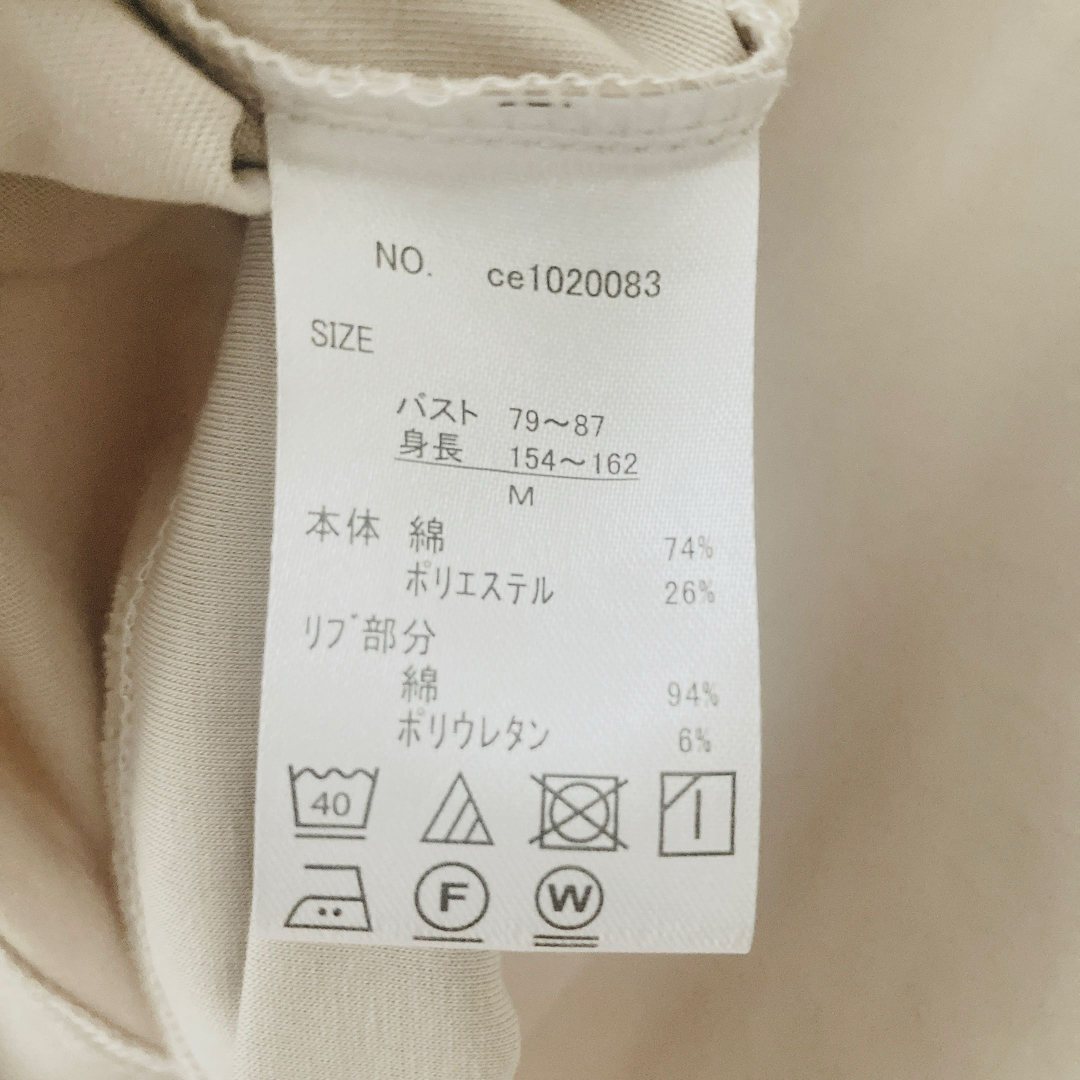 NO. ce1020083
SIZE
バスト 79～87
身長 154～162
M
本体 綿 74%
ポリエステル 26%
リブ部分
綿 94%
ポリウレタン 6%
40
F W